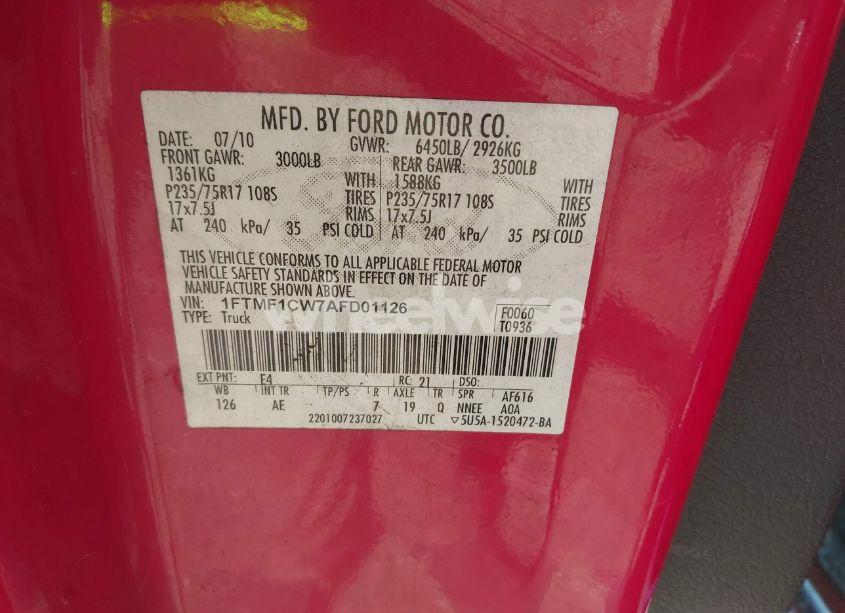 MFD. BY FORD MOTOR CO.
DATE: 07/10 GVWR: 6450LB/ 2926KG
FRONT GAWR: 3000LB REAR GAWR: 3500LB
1361KG WITH 1588KG WITH
P235/75R17 108S TIRES P235/75R17 108S TIRES
17x7.5J RIMS 17x7.5J RIMS
AT 240 kPa/ 35 PSI COLD AT 240 kPa/ 35 PSI COLD
THIS VEHICLE CONFORMS TO ALL APPLICABLE FEDERAL MOTOR
VEHICLE SAFETY STANDARDS IN EFFECT ON THE DATE OF
MANUFACTURE SHOWN ABOVE.
VIN: 1FTMF1CW7AFD01126 F0060
TYPE: Truck T0936
EXT PNT: E4 RC: 21 DSO:
WB INT TR TP/PS R AXLE TR SPR AF616
126 AE 7 19 Q NNEE A0A
2201007237027 UTC ▽5U5A-1520472-BA
wheelwise